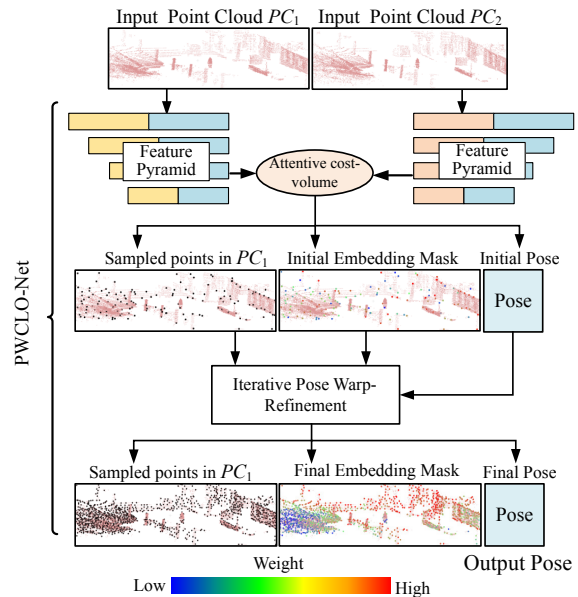 Input Point Cloud PC1
Input Point Cloud PC2
PWCLO-Net
Feature
Pyramid
Attentive cost-
volume
Feature
Pyramid
Sampled points in PC1
Initial Embedding Mask
Initial Pose
Pose
Iterative Pose Warp-
Refinement
Sampled points in PC1
Final Embedding Mask
Final Pose
Pose
Output Pose
Weight
Low
High